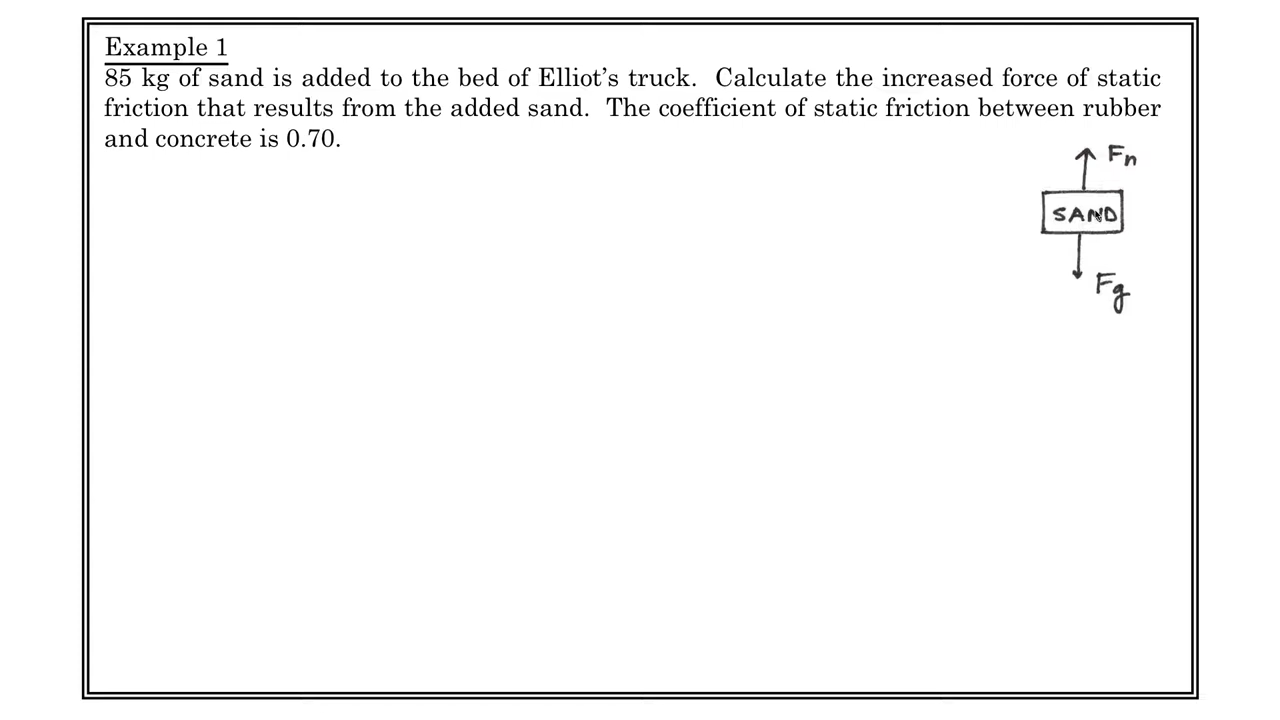 Example 1
85 kg of sand is added to the bed of Elliot’s truck.  Calculate the increased force of static
friction that results from the added sand.  The coefficient of static friction between rubber
and concrete is 0.70.
Fn
SAND
Fg